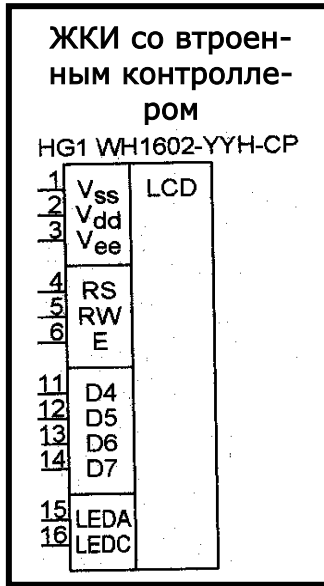 ЖКИ со втроен-
ным контролле-
ром
HG1 WH1602-YYH-CP
1 Vss LCD
2 Vdd
3 Vee
4 RS
5 RW
6 E
11 D4
12 D5
13 D6
14 D7
15 LEDA
16 LEDC